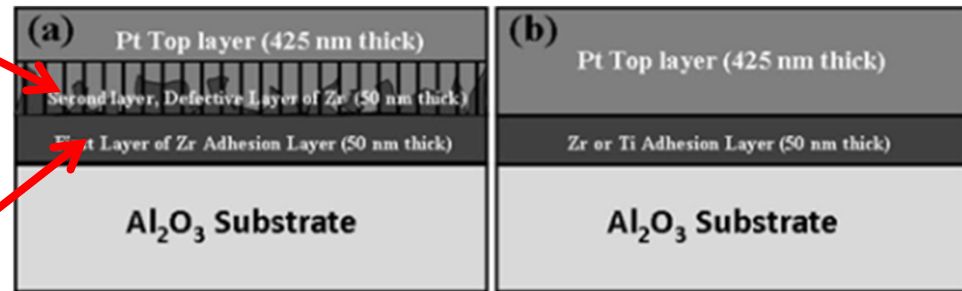 (a)
Pt Top layer (425 nm thick)
Second layer, Defective Layer of Zr (50 nm thick)
First Layer of Zr Adhesion Layer (50 nm thick)
Al₂O₃ Substrate
(b)
Pt Top layer (425 nm thick)
Zr or Ti Adhesion Layer (50 nm thick)
Al₂O₃ Substrate